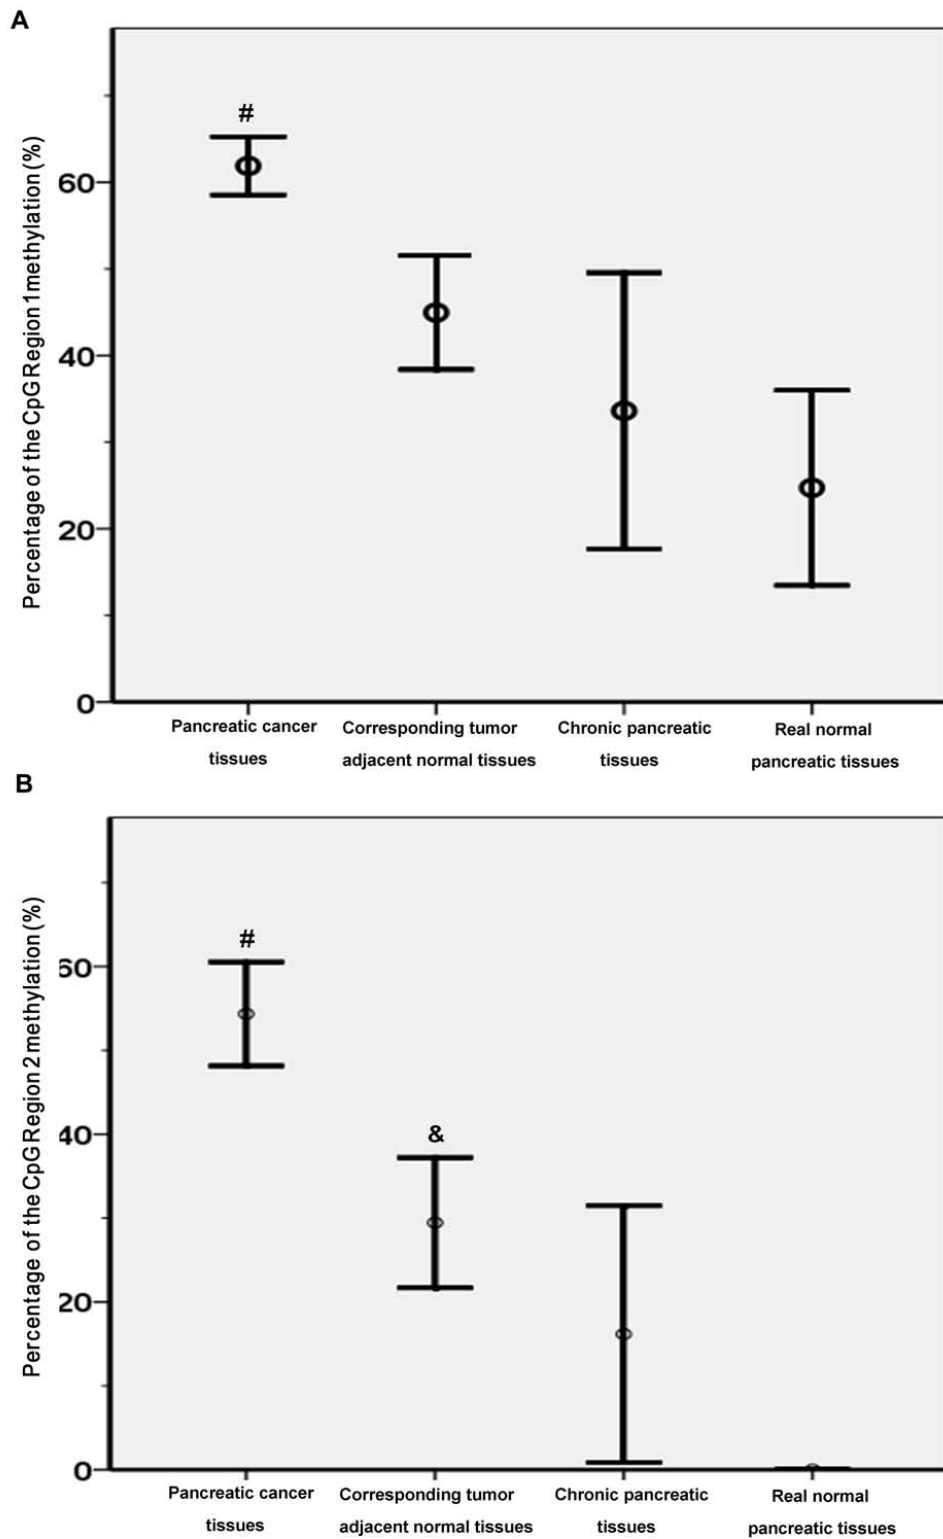 A
#
Percentage of the CpG Region 1 methylation (%)
60
40
20
0
Pancreatic cancer
tissues
Corresponding tumor
adjacent normal tissues
Chronic pancreatic
tissues
Real normal
pancreatic tissues
B
#
&
Percentage of the CpG Region 2 methylation (%)
60
40
20
0
Pancreatic cancer
tissues
Corresponding tumor
adjacent normal tissues
Chronic pancreatic
tissues
Real normal
pancreatic tissues